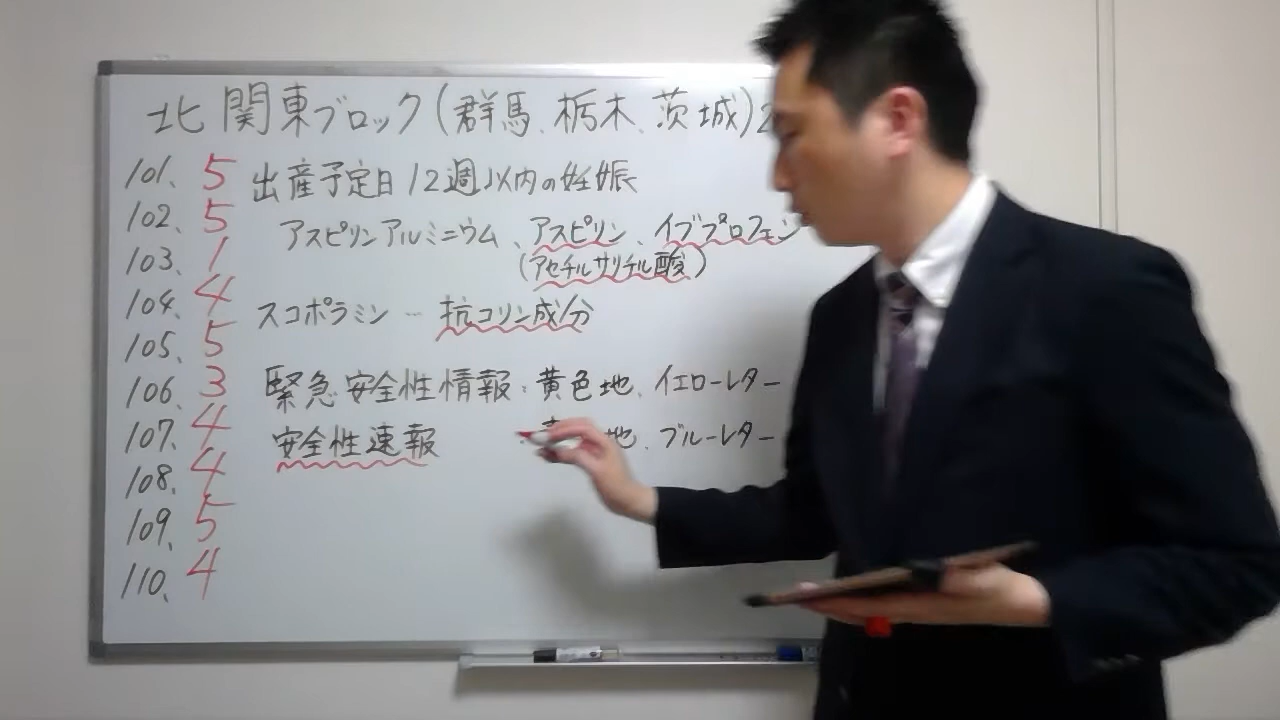 北関東ブロック(群馬、栃木、茨城)2
101. 5 出産予定日12週以内の妊娠
102. 5 アスピリンアルミニウム、アスピリン、イブプロフェン
103. 1 (アセチルサリチル酸)
104. 4 スコポラミン … 抗コリン成分
105. 5
106. 3 緊急安全性情報:黄色地、イエローレター
107. 4 安全性速報 : 地、ブルーレター
108. 4
109. 5
110. 4